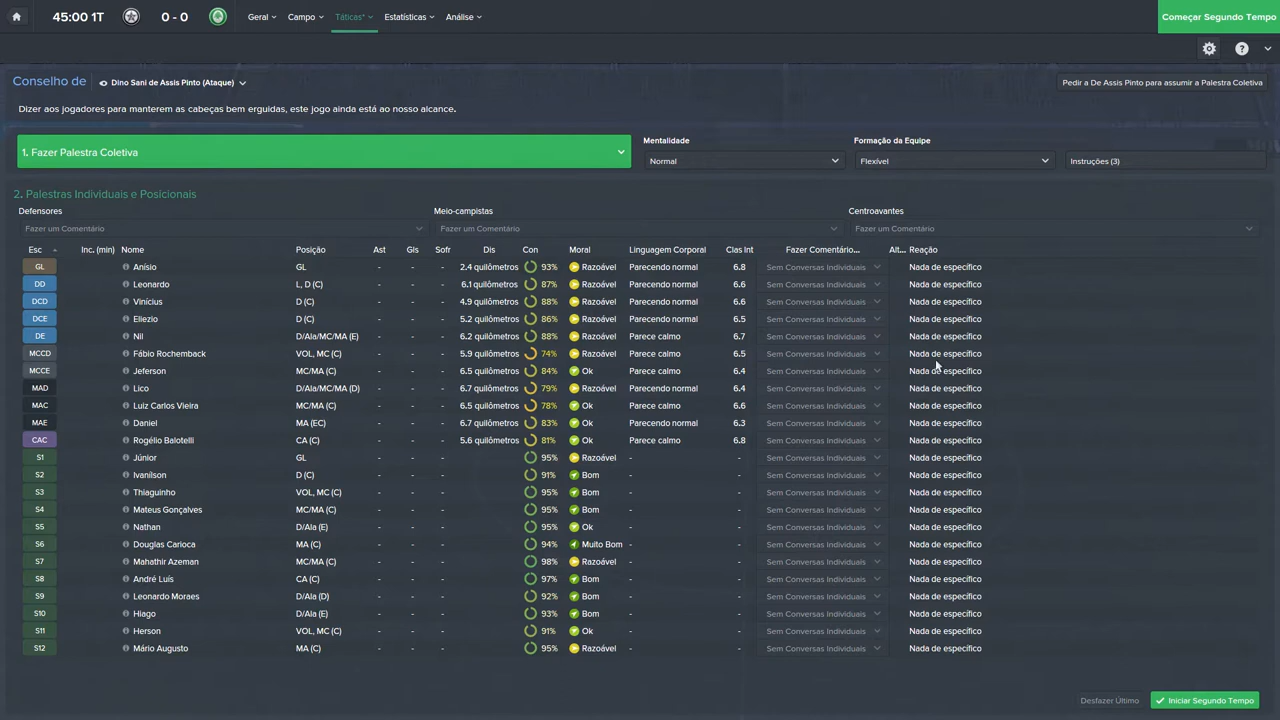 45:00 1T 0 - 0 Geral Campo Táticas* Estatísticas Análise Começar Segundo Tempo
Conselho de Dino Sani de Assis Pinto (Ataque) Pedir a De Assis Pinto para assumir a Palestra Coletiva
Dizer aos jogadores para manterem as cabeças bem erguidas, este jogo ainda está ao nosso alcance.
Mentalidade Formação da Equipe
1. Fazer Palestra Coletiva Normal Flexível Instruções (3)
2. Palestras Individuais e Posicionais
Defensores Meio-campistas Centroavantes
Fazer um Comentário Fazer um Comentário Fazer um Comentário
Esc Inc. (min) Nome Posição Ast Gls Sofr Dis Con Moral Linguagem Corporal Clas Int Fazer Comentário... Alt... Reação
GL Anísio GL - - - 2.4 quilômetros 93% Razoável Parecendo normal 6.8 Sem Conversas Individuais Nada de específico
DD Leonardo L, D (C) - - - 6.1 quilômetros 87% Razoável Parecendo normal 6.6 Sem Conversas Individuais Nada de específico
DCD Vinícius D (C) - - - 4.9 quilômetros 88% Razoável Parecendo normal 6.6 Sem Conversas Individuais Nada de específico
DCE Eliezio D (C) - - - 5.2 quilômetros 86% Razoável Parecendo normal 6.5 Sem Conversas Individuais Nada de específico
DE Nil D/Ala/MC/MA (E) - - - 6.2 quilômetros 88% Razoável Parece calmo 6.7 Sem Conversas Individuais Nada de específico
MCCD Fábio Rochemback VOL, MC (C) - - - 5.9 quilômetros 74% Razoável Parece calmo 6.5 Sem Conversas Individuais Nada de específico
MCCE Jeferson MC/MA (C) - - - 6.5 quilômetros 84% Ok Parece calmo 6.4 Sem Conversas Individuais Nada de específico
MAD Lico D/Ala/MC/MA (D) - - - 6.7 quilômetros 79% Razoável Parecendo normal 6.4 Sem Conversas Individuais Nada de específico
MAC Luiz Carlos Vieira MC/MA (C) - - - 6.5 quilômetros 78% Ok Parece calmo 6.6 Sem Conversas Individuais Nada de específico
MAE Daniel MA (EC) - - - 6.7 quilômetros 83% Ok Parecendo normal 6.3 Sem Conversas Individuais Nada de específico
CAC Rogélio Balotelli CA (C) - - - 5.6 quilômetros 81% Ok Parece calmo 6.8 Sem Conversas Individuais Nada de específico
S1 Júnior GL - - - 95% Razoável - - Sem Conversas Individuais Nada de específico
S2 Ivanílson D (C) - - - 91% Bom - - Sem Conversas Individuais Nada de específico
S3 Thiaguinho VOL, MC (C) - - - 95% Bom - - Sem Conversas Individuais Nada de específico
S4 Mateus Gonçalves MC/MA (C) - - - 95% Bom - - Sem Conversas Individuais Nada de específico
S5 Nathan D/Ala (E) - - - 95% Ok - - Sem Conversas Individuais Nada de específico
S6 Douglas Carioca MA (C) - - - 94% Muito Bom - - Sem Conversas Individuais Nada de específico
S7 Mahathir Azeman MC/MA (C) - - - 98% Razoável - - Sem Conversas Individuais Nada de específico
S8 André Luís CA (C) - - - 97% Bom - - Sem Conversas Individuais Nada de específico
S9 Leonardo Moraes D/Ala (D) - - - 92% Bom - - Sem Conversas Individuais Nada de específico
S10 Hiago D/Ala (E) - - - 93% Bom - - Sem Conversas Individuais Nada de específico
S11 Herson VOL, MC (C) - - - 91% Ok - - Sem Conversas Individuais Nada de específico
S12 Mário Augusto MA (C) - - - 95% Razoável - - Sem Conversas Individuais Nada de específico
Desfazer Último Iniciar Segundo Tempo